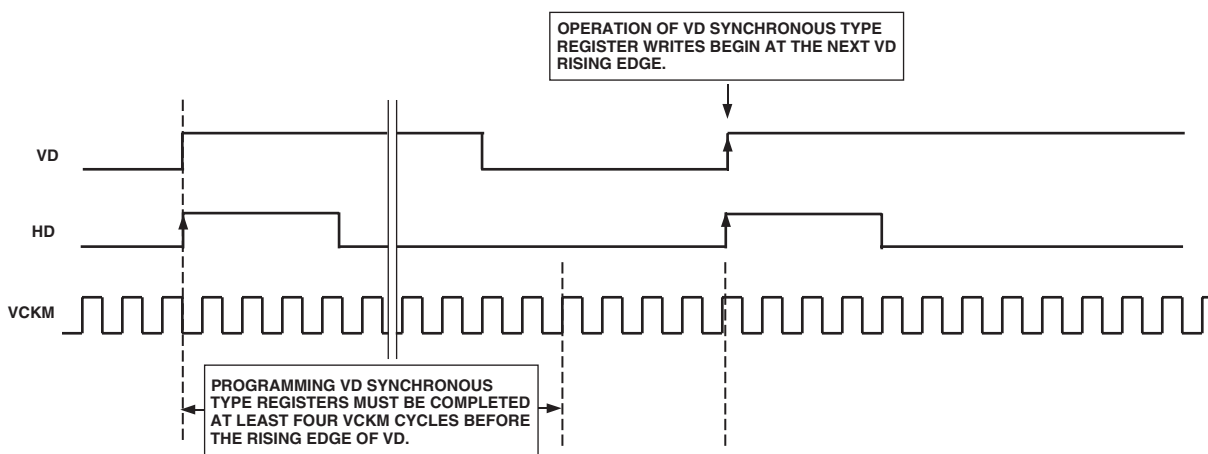 OPERATION OF VD SYNCHRONOUS TYPE
REGISTER WRITES BEGIN AT THE NEXT VD
RISING EDGE.
VD
HD
VCKM
PROGRAMMING VD SYNCHRONOUS
TYPE REGISTERS MUST BE COMPLETED
AT LEAST FOUR VCKM CYCLES BEFORE
THE RISING EDGE OF VD.